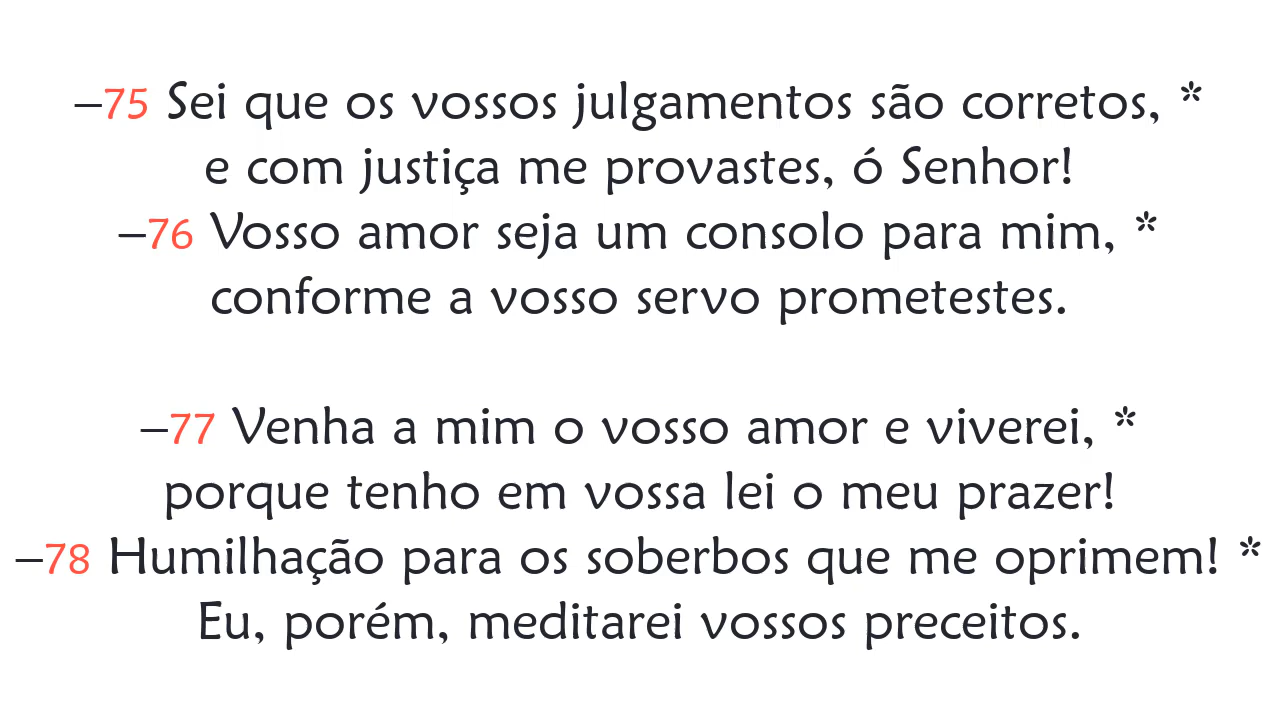 –75 Sei que os vossos julgamentos são corretos, *
e com justiça me provastes, ó Senhor!
–76 Vosso amor seja um consolo para mim, *
conforme a vosso servo prometestes.
–77 Venha a mim o vosso amor e viverei, *
porque tenho em vossa lei o meu prazer!
–78 Humilhação para os soberbos que me oprimem! *
Eu, porém, meditarei vossos preceitos.